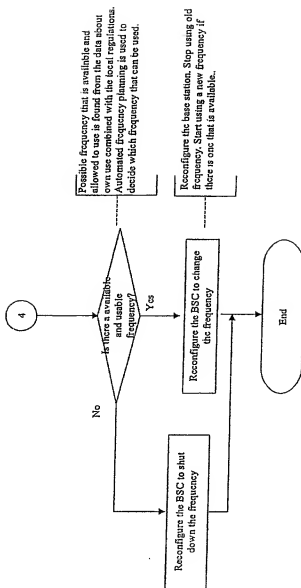 4
Is there a available
and usable
frequency?
Possible frequency that is available and
allowed to use is found from the data about
own use combined with the local regulations.
Automated frequency planning is used to
decide which frequency that can be used.
No
Yes
Reconfigure the BSC to change
the frequency
Reconfigure the base station. Stop using old
frequency. Start using a new frequency if
there is one that is available..
Reconfigure the BSC to shut
down the frequency
End